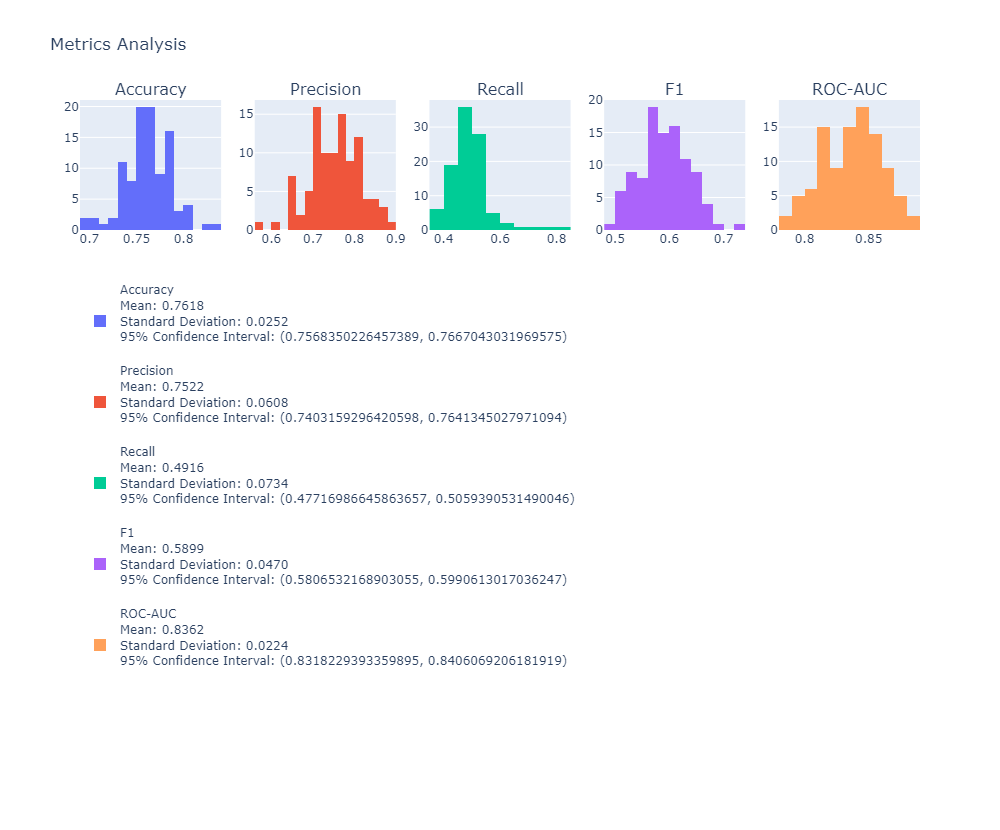 Metrics Analysis
Accuracy Precision Recall F1 ROC-AUC
20
15
10
5
0
0.7 0.75 0.8
15
10
5
0
0.6 0.7 0.8 0.9
30
20
10
0
0.4 0.6 0.8
20
15
10
5
0
0.5 0.6 0.7
15
10
5
0
0.8 0.85
Accuracy
Mean: 0.7618
Standard Deviation: 0.0252
95% Confidence Interval: (0.7568350226457389, 0.7667043031969575)
Precision
Mean: 0.7522
Standard Deviation: 0.0608
95% Confidence Interval: (0.7403159296420598, 0.7641345027971094)
Recall
Mean: 0.4916
Standard Deviation: 0.0734
95% Confidence Interval: (0.47716986645863657, 0.5059390531490046)
F1
Mean: 0.5899
Standard Deviation: 0.0470
95% Confidence Interval: (0.5806532168903055, 0.5990613017036247)
ROC-AUC
Mean: 0.8362
Standard Deviation: 0.0224
95% Confidence Interval: (0.8318229393359895, 0.8406069206181919)